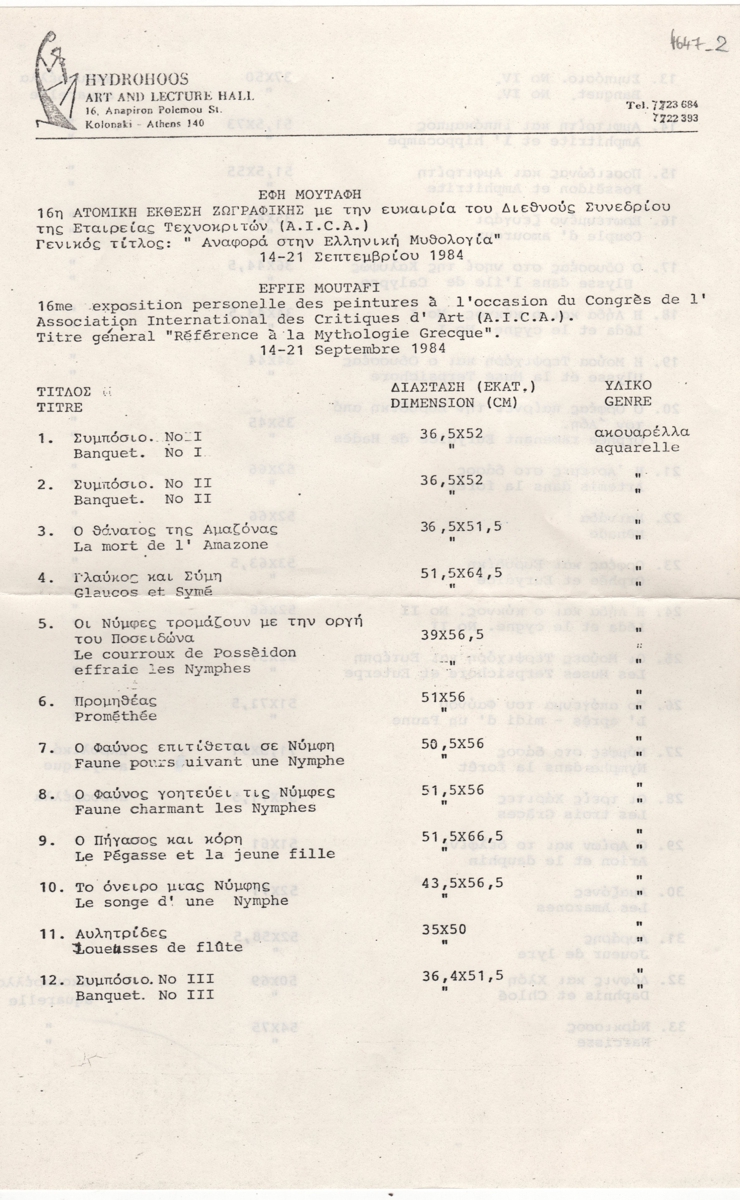 1647_2
HYDROHOOS
ART AND LECTURE HALL
16, Anapiron Polemou St.
Kolonaki - Athens 140
Tel. 7723 684
7722 393
ΕΦΗ ΜΟΥΤΑΦΗ
16η ΑΤΟΜΙΚΗ ΕΚΘΕΣΗ ΖΩΓΡΑΦΙΚΗΣ με την ευκαιρία του Διεθνούς Συνεδρίου
της Εταιρείας Τεχνοκριτών (A.I.C.A.)
Γενικός τίτλος: " Αναφορά στην Ελληνική Μυθολογία"
14-21 Σεπτεμβρίου 1984
EFFIE MOUTAFI
16me exposition personelle des peintures à l'occasion du Congrès de l'
Association International des Critiques d' Art (A.I.C.A.).
Titre général "Référence à la Mythologie Grecque".
14-21 Septembre 1984
ΤΙΤΛΟΣ ΔΙΑΣΤΑΣΗ (ΕΚΑΤ.) ΥΛΙΚΟ
TITRE DIMENSION (CM) GENRE
1. Συμπόσιο. No I 36,5X52 ακουαρέλλα
Banquet. No I " aquarelle
2. Συμπόσιο. No II 36,5X52 "
Banquet. No II " "
3. Ο θάνατος της Αμαζόνας 36,5X51,5 "
La mort de l' Amazone " "
4. Γλαύκος και Σύμη 51,5X64,5 "
Glaucos et Symé " "
5. Οι Νύμφες τρομάζουν με την οργή "
του Ποσειδώνα 39X56,5 "
Le courroux de Possèidon
effraie les Nymphes " "
6. Προμηθέας 51X56 "
Prométhée " "
7. Ο Φαύνος επιτίθεται σε Νύμφη 50,5X56 "
Faune pours uivant une Nymphe " "
8. Ο Φαύνος γοητεύει τις Νύμφες 51,5X56 "
Faune charmant les Nymphes " "
9. Ο Πήγασος και κόρη 51,5X66,5 "
Le Pégasse et la jeune fille " "
10. Το όνειρο μιας Νύμφης 43,5X56,5 "
Le songe d' une Nymphe " "
11. Αυλητρίδες 35X50 "
Joueusses de flûte " "
12. Συμπόσιο. No III 36,4X51,5 "
Banquet. No III " "